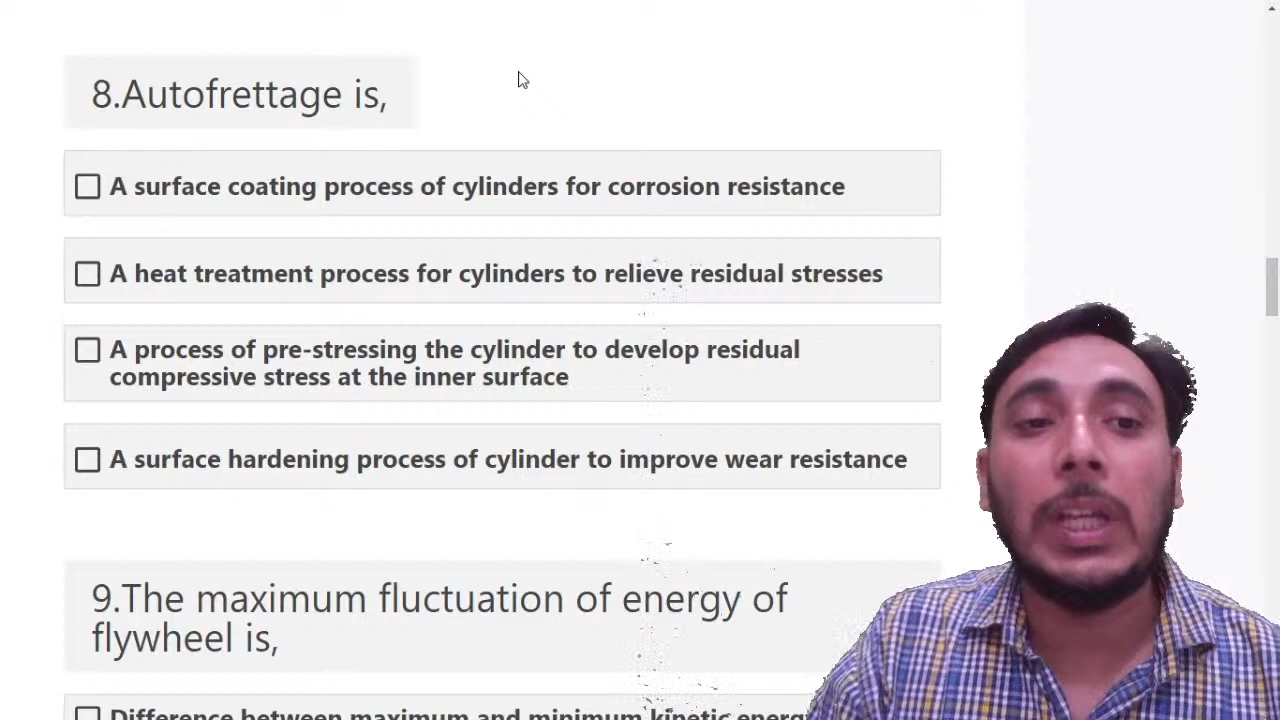 8.Autofrettage is,
A surface coating process of cylinders for corrosion resistance
A heat treatment process for cylinders to relieve residual stresses
A process of pre-stressing the cylinder to develop residual
compressive stress at the inner surface
A surface hardening process of cylinder to improve wear resistance
9.The maximum fluctuation of energy of
flywheel is,
Difference between maximum and minimum kinetic energy